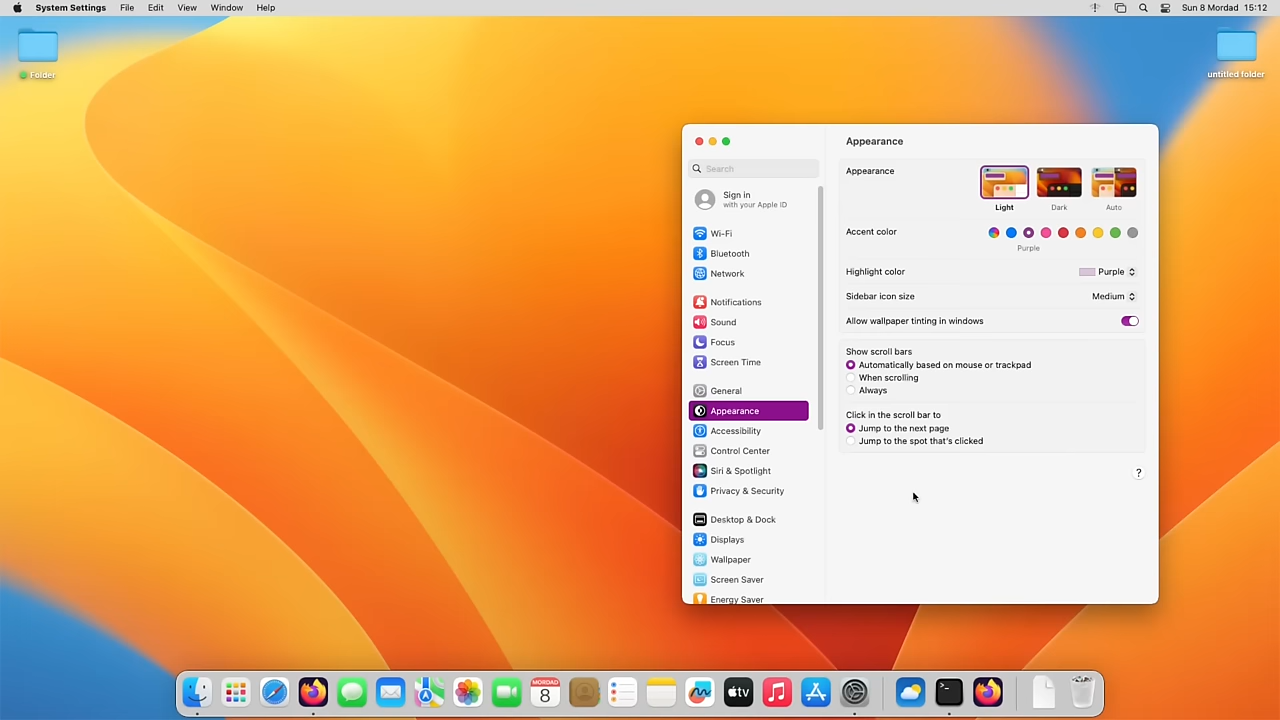 System Settings File Edit View Window Help Sun 8 Mordad 15:12
Folder
untitled folder
Search
Sign in
with your Apple ID
Wi-Fi
Bluetooth
Network
Notifications
Sound
Focus
Screen Time
General
Appearance
Accessibility
Control Center
Siri & Spotlight
Privacy & Security
Desktop & Dock
Displays
Wallpaper
Screen Saver
Energy Saver
Appearance
Appearance
Light Dark Auto
Accent color
Purple
Highlight color Purple
Sidebar icon size Medium
Allow wallpaper tinting in windows
Show scroll bars
Automatically based on mouse or trackpad
When scrolling
Always
Click in the scroll bar to
Jump to the next page
Jump to the spot that's clicked
?
MORDAD
8
tv
>_